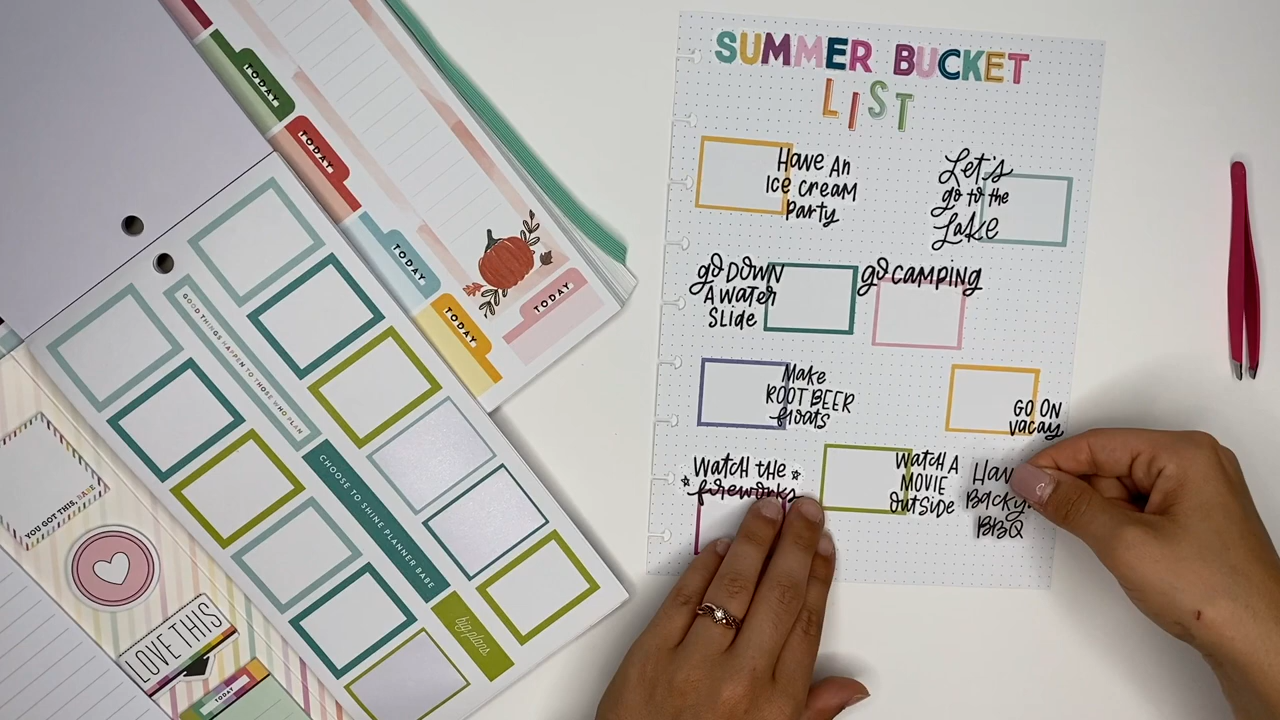 SUMMER BUCKET
LIST
Have An
Ice cream
party
Let's
go to the
Lake
go DOWN
A water
SLIDe
go CAMPING
Make
ROOT BEER
floats
GO ON
vacay
Watch the
fireworks
WATCH A
MOVIE
OUTSIDE
BBQ
TODAY
TODAY
TODAY
TODAY
TODAY
GOOD THINGS HAPPEN TO THOSE WHO PLAN
CHOOSE TO SHINE PLANNER BABE
big plans
YOU GOT THIS, BABE
LOVE THIS
TODAY